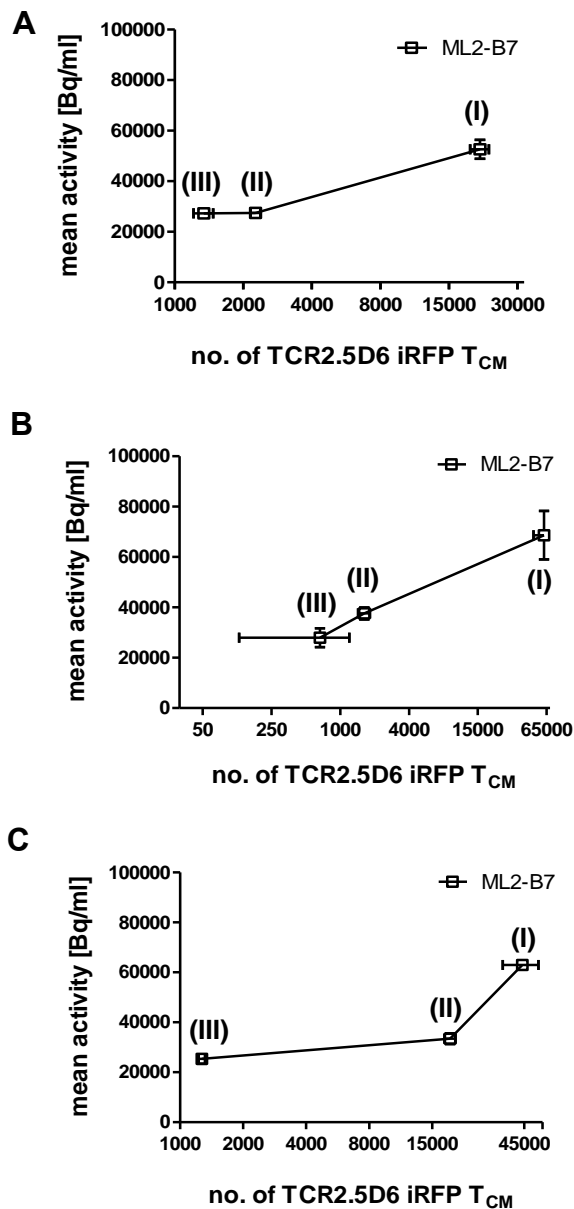 A
mean activity [Bq/ml]
100000
80000
60000
40000
20000
0
ML2-B7
(III)
(II)
(I)
1000 2000 4000 8000 15000 30000
no. of TCR2.5D6 iRFP TCM
B
mean activity [Bq/ml]
100000
80000
60000
40000
20000
0
ML2-B7
(III)
(II)
(I)
50 250 1000 4000 15000 65000
no. of TCR2.5D6 iRFP TCM
C
mean activity [Bq/ml]
100000
80000
60000
40000
20000
0
ML2-B7
(III)
(II)
(I)
1000 2000 4000 8000 15000 45000
no. of TCR2.5D6 iRFP TCM